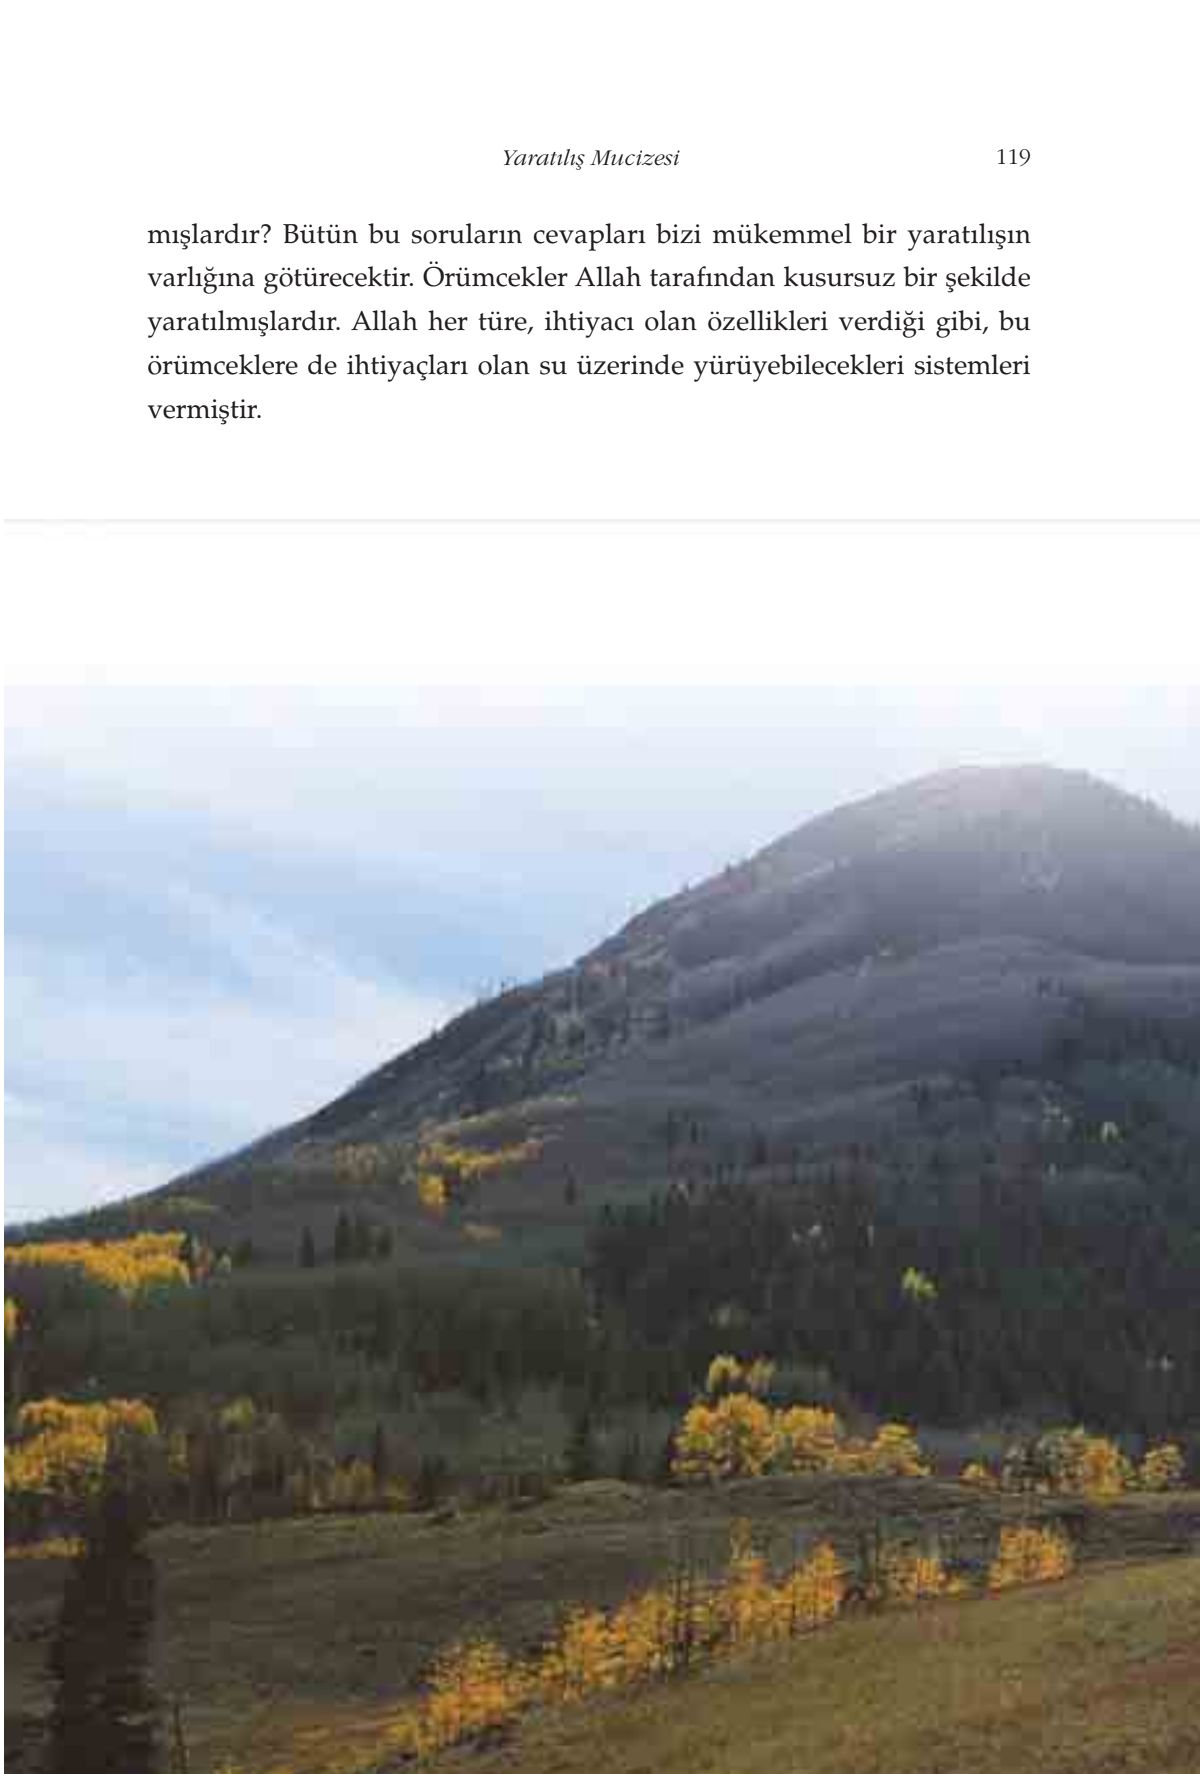 Yaratılış Mucizesi 119
mışlardır? Bütün bu soruların cevapları bizi mükemmel bir yaratılışın
varlığına götürecektir. Örümcekler Allah tarafından kusursuz bir şekilde
yaratılmışlardır. Allah her türe, ihtiyacı olan özellikleri verdiği gibi, bu
örümceklere de ihtiyaçları olan su üzerinde yürüyebilecekleri sistemleri
vermiştir.